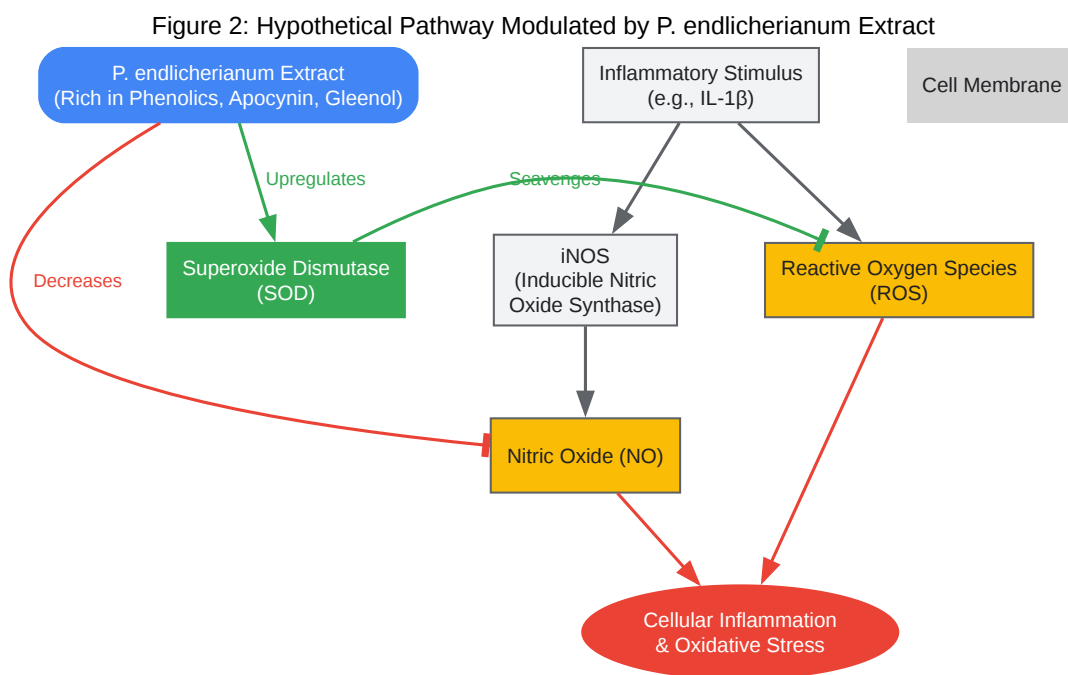 Figure 2: Hypothetical Pathway Modulated by P. endlicherianum Extract
P. endlicherianum Extract
(Rich in Phenolics, Apocynin, Gleenol)
Inflammatory Stimulus
(e.g., IL-1β)
Cell Membrane
Upregulates
Scavenges
Decreases
Superoxide Dismutase
(SOD)
iNOS
(Inducible Nitric
Oxide Synthase)
Reactive Oxygen Species
(ROS)
Nitric Oxide (NO)
Cellular Inflammation
& Oxidative Stress